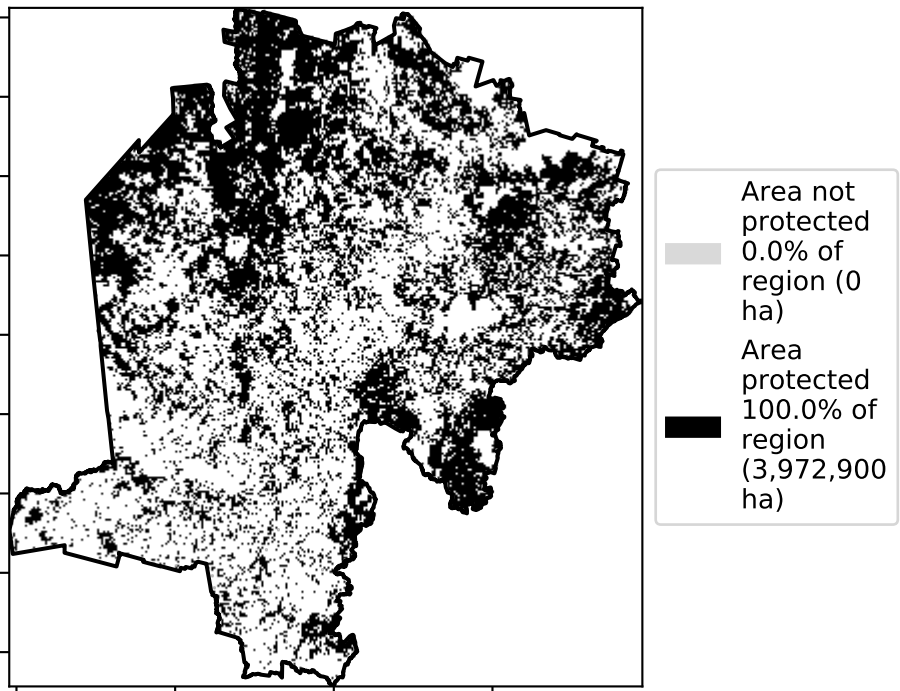 Area not
protected
0.0% of
region (0
ha)
Area
protected
100.0% of
region
(3,972,900
ha)